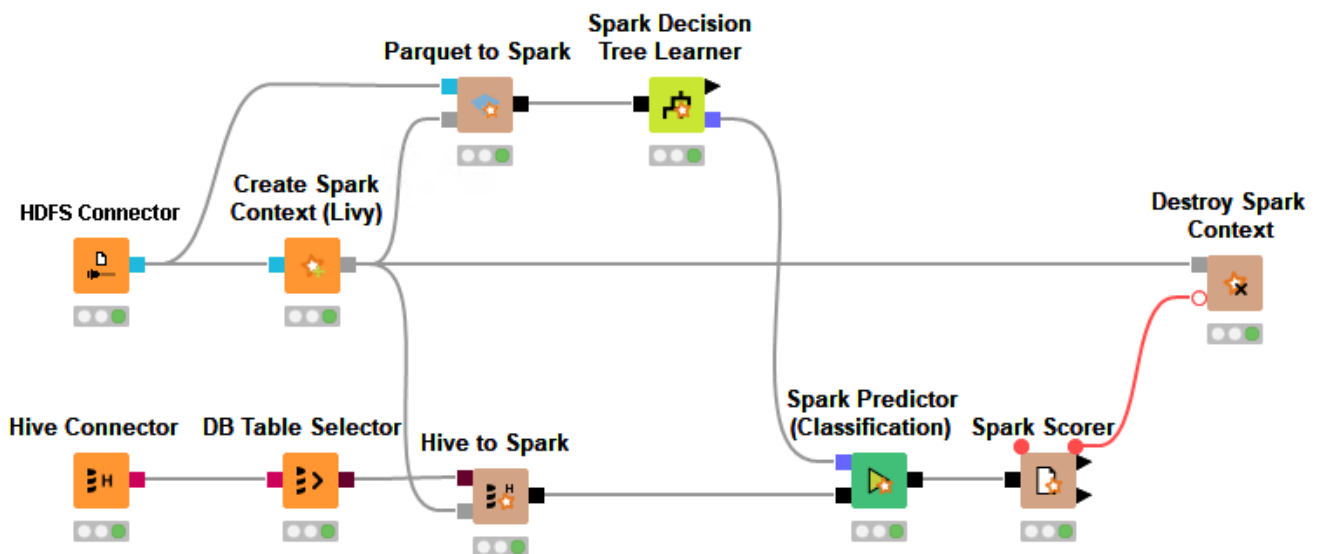 Spark Decision
Tree Learner
Parquet to Spark
Create Spark
Context (Livy)
HDFS Connector
Destroy Spark
Context
Spark Predictor
(Classification)
Spark Scorer
Hive Connector
DB Table Selector
Hive to Spark
H
H